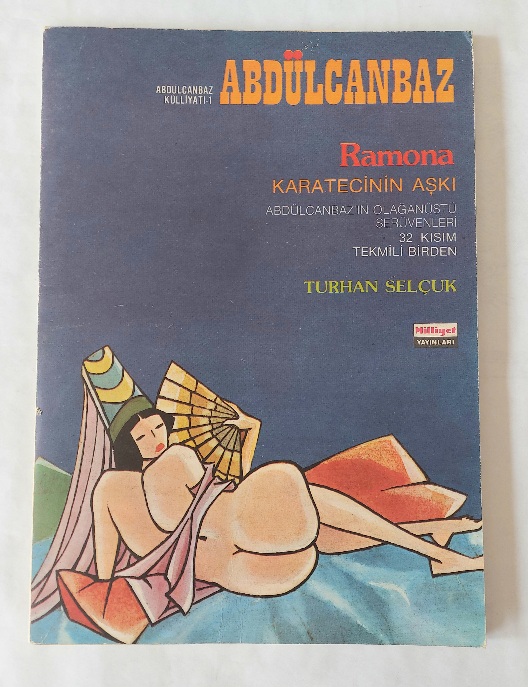 ABDÜLCANBAZ
KÜLLİYATI-1
ABDÜLCANBAZ
Ramona
KARATECİNİN AŞKI
ABDÜLCANBAZ'IN OLAĞANÜSTÜ
SERÜVENLERİ
32 KISIM
TEKMİLİ BİRDEN
TURHAN SELÇUK
Milliyet
YAYINLARI